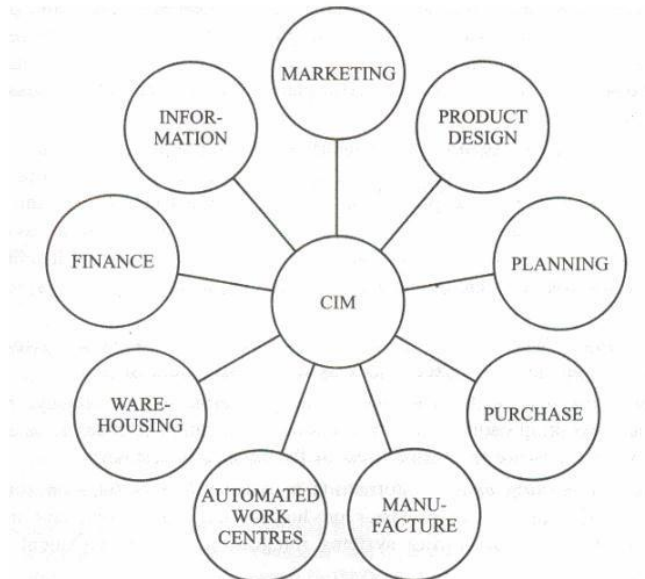 MARKETING
PRODUCT
DESIGN
PLANNING
PURCHASE
MANU-
FACTURE
AUTOMATED
WORK
CENTRES
WARE-
HOUSING
FINANCE
INFOR-
MATION
CIM